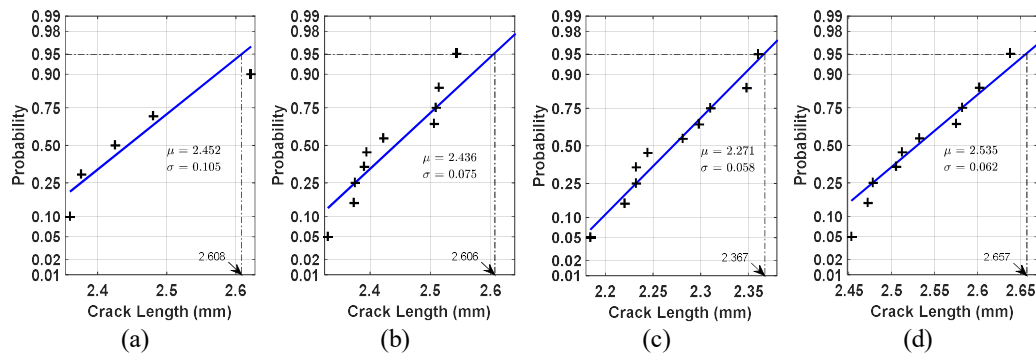 0.99
0.98
0.95
0.90
0.75
0.50
0.25
0.10
0.05
0.02
0.01
Probability
μ = 2.452
σ = 0.105
2.608
2.4 2.5 2.6
Crack Length (mm)
(a)
0.99
0.98
0.95
0.90
0.75
0.50
0.25
0.10
0.05
0.02
0.01
Probability
μ = 2.436
σ = 0.075
2.606
2.4 2.5 2.6
Crack Length (mm)
(b)
0.99
0.98
0.95
0.90
0.75
0.50
0.25
0.10
0.05
0.02
0.01
Probability
μ = 2.271
σ = 0.058
2.367
2.2 2.25 2.3 2.35
Crack Length (mm)
(c)
0.99
0.98
0.95
0.90
0.75
0.50
0.25
0.10
0.05
0.02
0.01
Probability
μ = 2.535
σ = 0.062
2.657
2.45 2.5 2.55 2.6 2.65
Crack Length (mm)
(d)